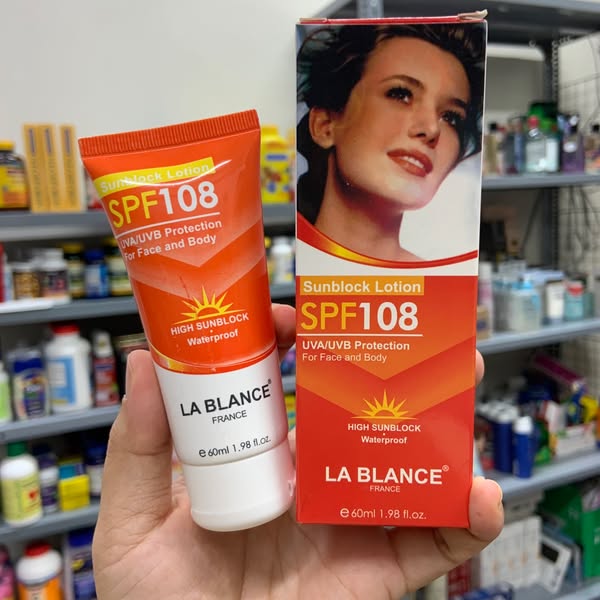 Sunblock Lotion
SPF108
UVA/UVB Protection
For Face and Body
HIGH SUNBLOCK
Waterproof
LA BLANCE®
FRANCE
℮60ml 1.98 fl.oz.
Sunblock Lotion
SPF108
UVA/UVB Protection
For Face and Body
HIGH SUNBLOCK
Waterproof
LA BLANCE®
FRANCE
℮60ml 1.98 fl.oz.